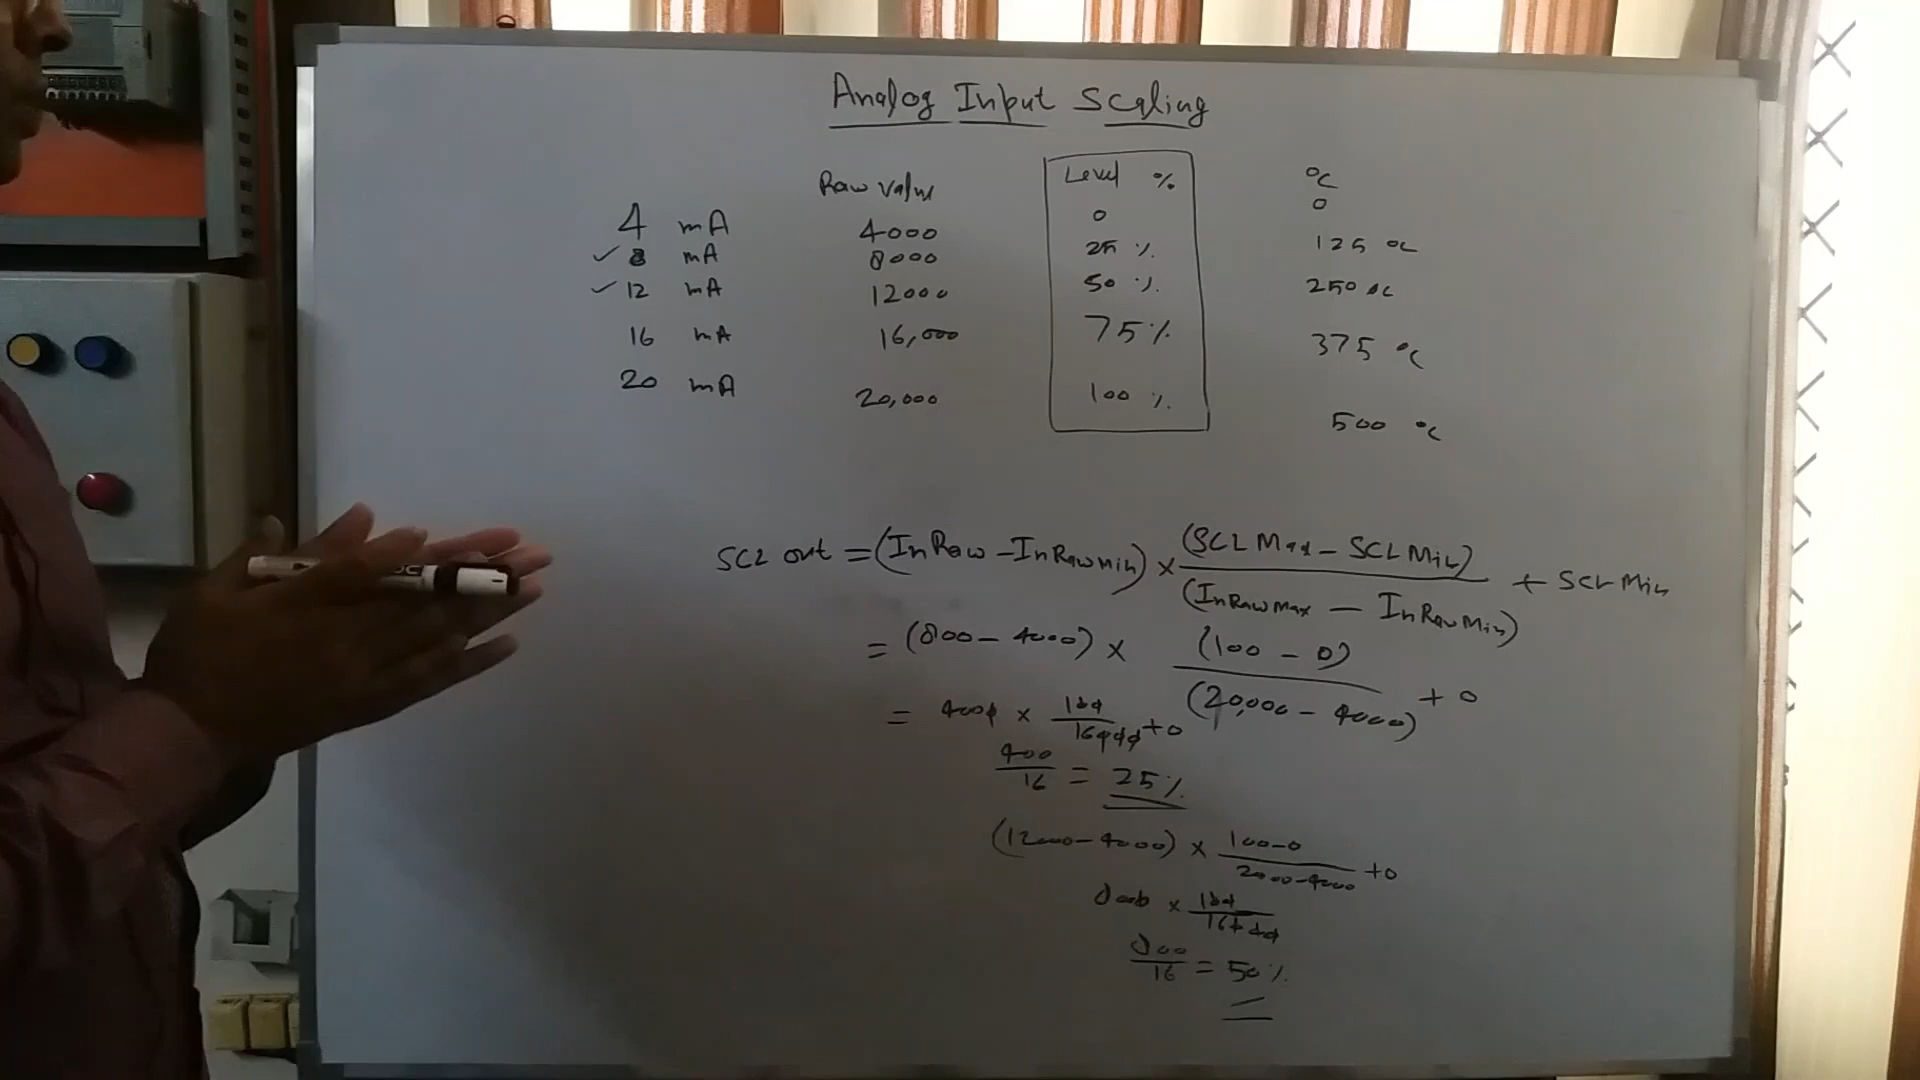 Analog Input Scaling
Raw value Level % °C
4 mA 4000 0 0
✓ 8 mA 8000 25 % 125 °C
✓ 12 mA 12000 50 % 250 °C
16 mA 16,000 75 % 375 °C
20 mA 20,000 100 % 500 °C
SCL out = (InRaw - InRawMin) × (SCL Max - SCL Min) / (InRawMax - InRawMin) + SCL Min
= (800 - 4000) × (100 - 0) / (20,000 - 4000) + 0
= 4000 × 100 / 16000 + 0
400 / 16 = 25 %
(12000 - 4000) × 100-0 / 20000-4000 + 0
8000 × 100 / 16000
800 / 16 = 50 %